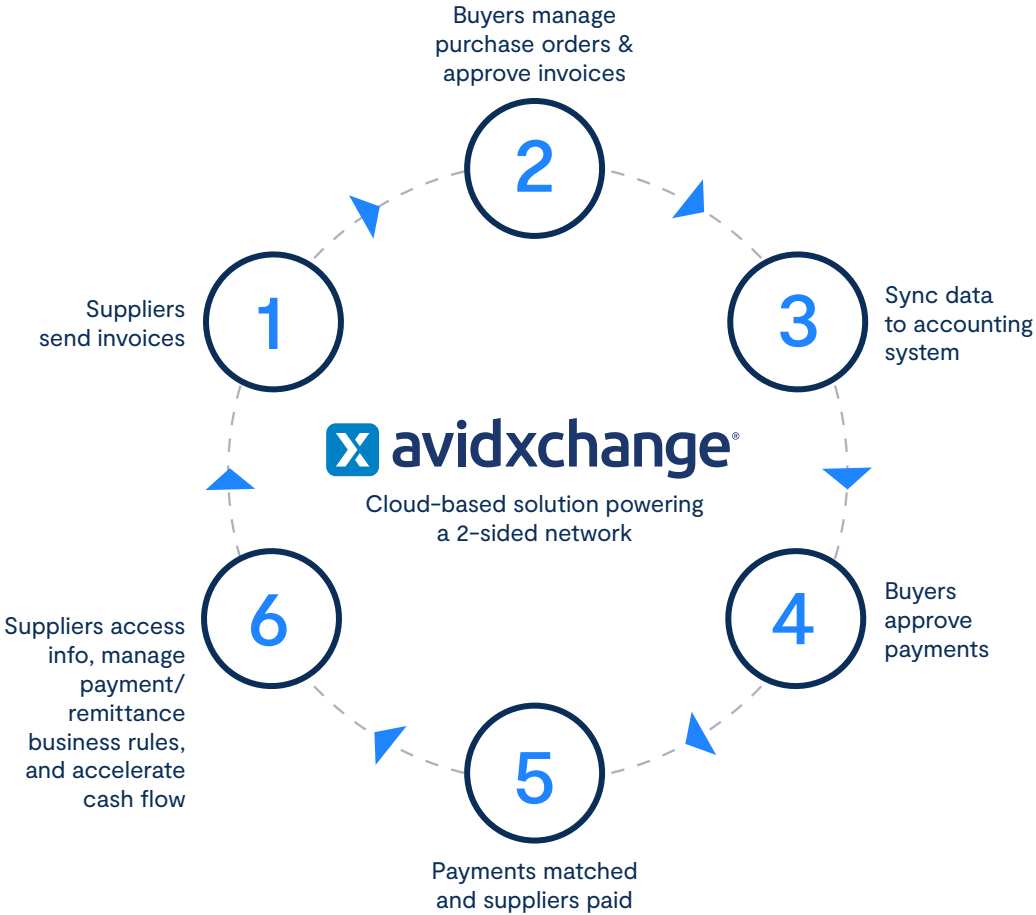 Buyers manage
purchase orders &
approve invoices
2
1
Suppliers
send invoices
3
Sync data
to accounting
system
avidxchange®
Cloud-based solution powering
a 2-sided network
6
Suppliers access
info, manage
payment/
remittance
business rules,
and accelerate
cash flow
4
Buyers
approve
payments
5
Payments matched
and suppliers paid